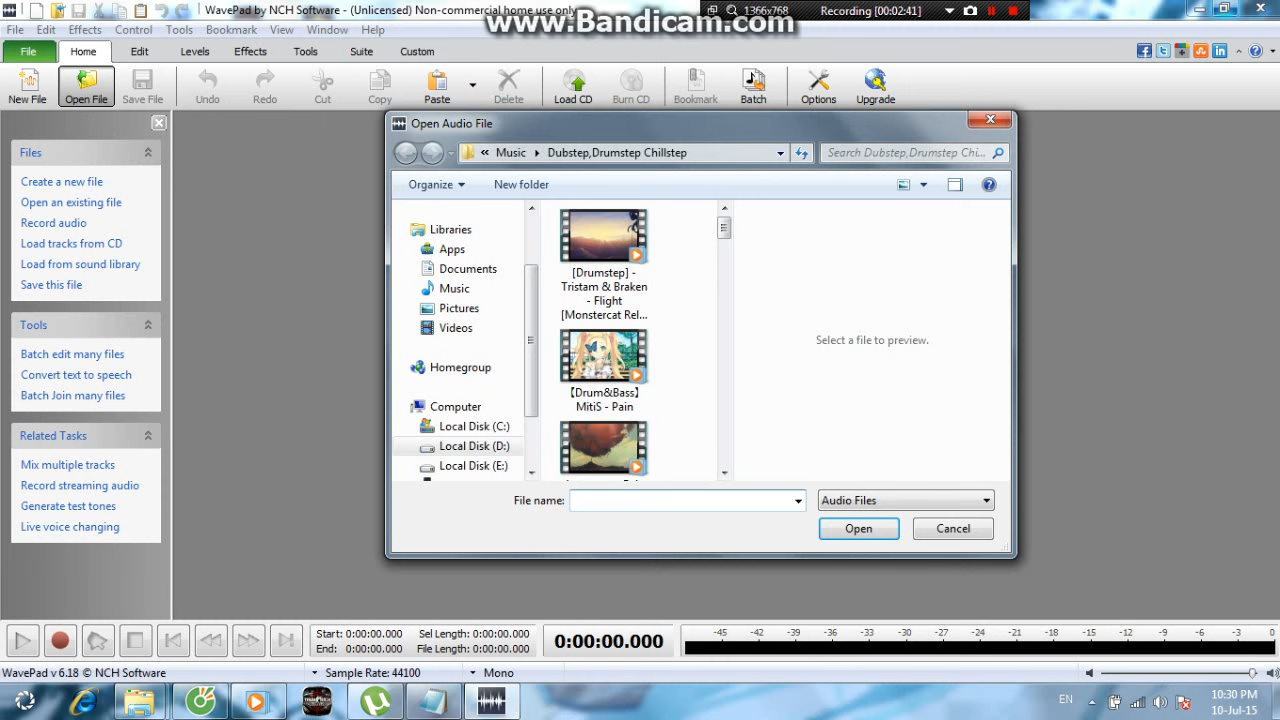 WavePad by NCH Software - (Unlicensed) Non-commercial home use only
www.Bandicam.com
1366x768
Recording [00:02:41]
File Edit Effects Control Tools Bookmark View Window Help
File Home Edit Levels Effects Tools Suite Custom
New File Open File Save File Undo Redo Cut Copy Paste Delete Load CD Burn CD Bookmark Batch Options Upgrade
Files
Create a new file
Open an existing file
Record audio
Load tracks from CD
Load from sound library
Save this file
Tools
Batch edit many files
Convert text to speech
Batch Join many files
Related Tasks
Mix multiple tracks
Record streaming audio
Generate test tones
Live voice changing
Open Audio File
« Music Dubstep,Drumstep Chillstep
Search Dubstep,Drumstep Chi...
Organize New folder
Libraries
Apps
Documents
Music
Pictures
Videos
Homegroup
Computer
Local Disk (C:)
Local Disk (D:)
Local Disk (E:)
[Drumstep] -
Tristam & Braken
- Flight
[Monstercat Rel...
【Drum&Bass】
MitiS - Pain
Select a file to preview.
File name:
Audio Files
Open Cancel
Start: 0:00:00.000 Sel Length: 0:00:00.000
End: 0:00:00.000 File Length: 0:00:00.000
0:00:00.000
-45 -42 -39 -36 -33 -30 -27 -24 -21 -18 -15 -12 -9 -6 -3 0
WavePad v 6.18 © NCH Software
Sample Rate: 44100
Mono
EN
10:30 PM
10-Jul-15